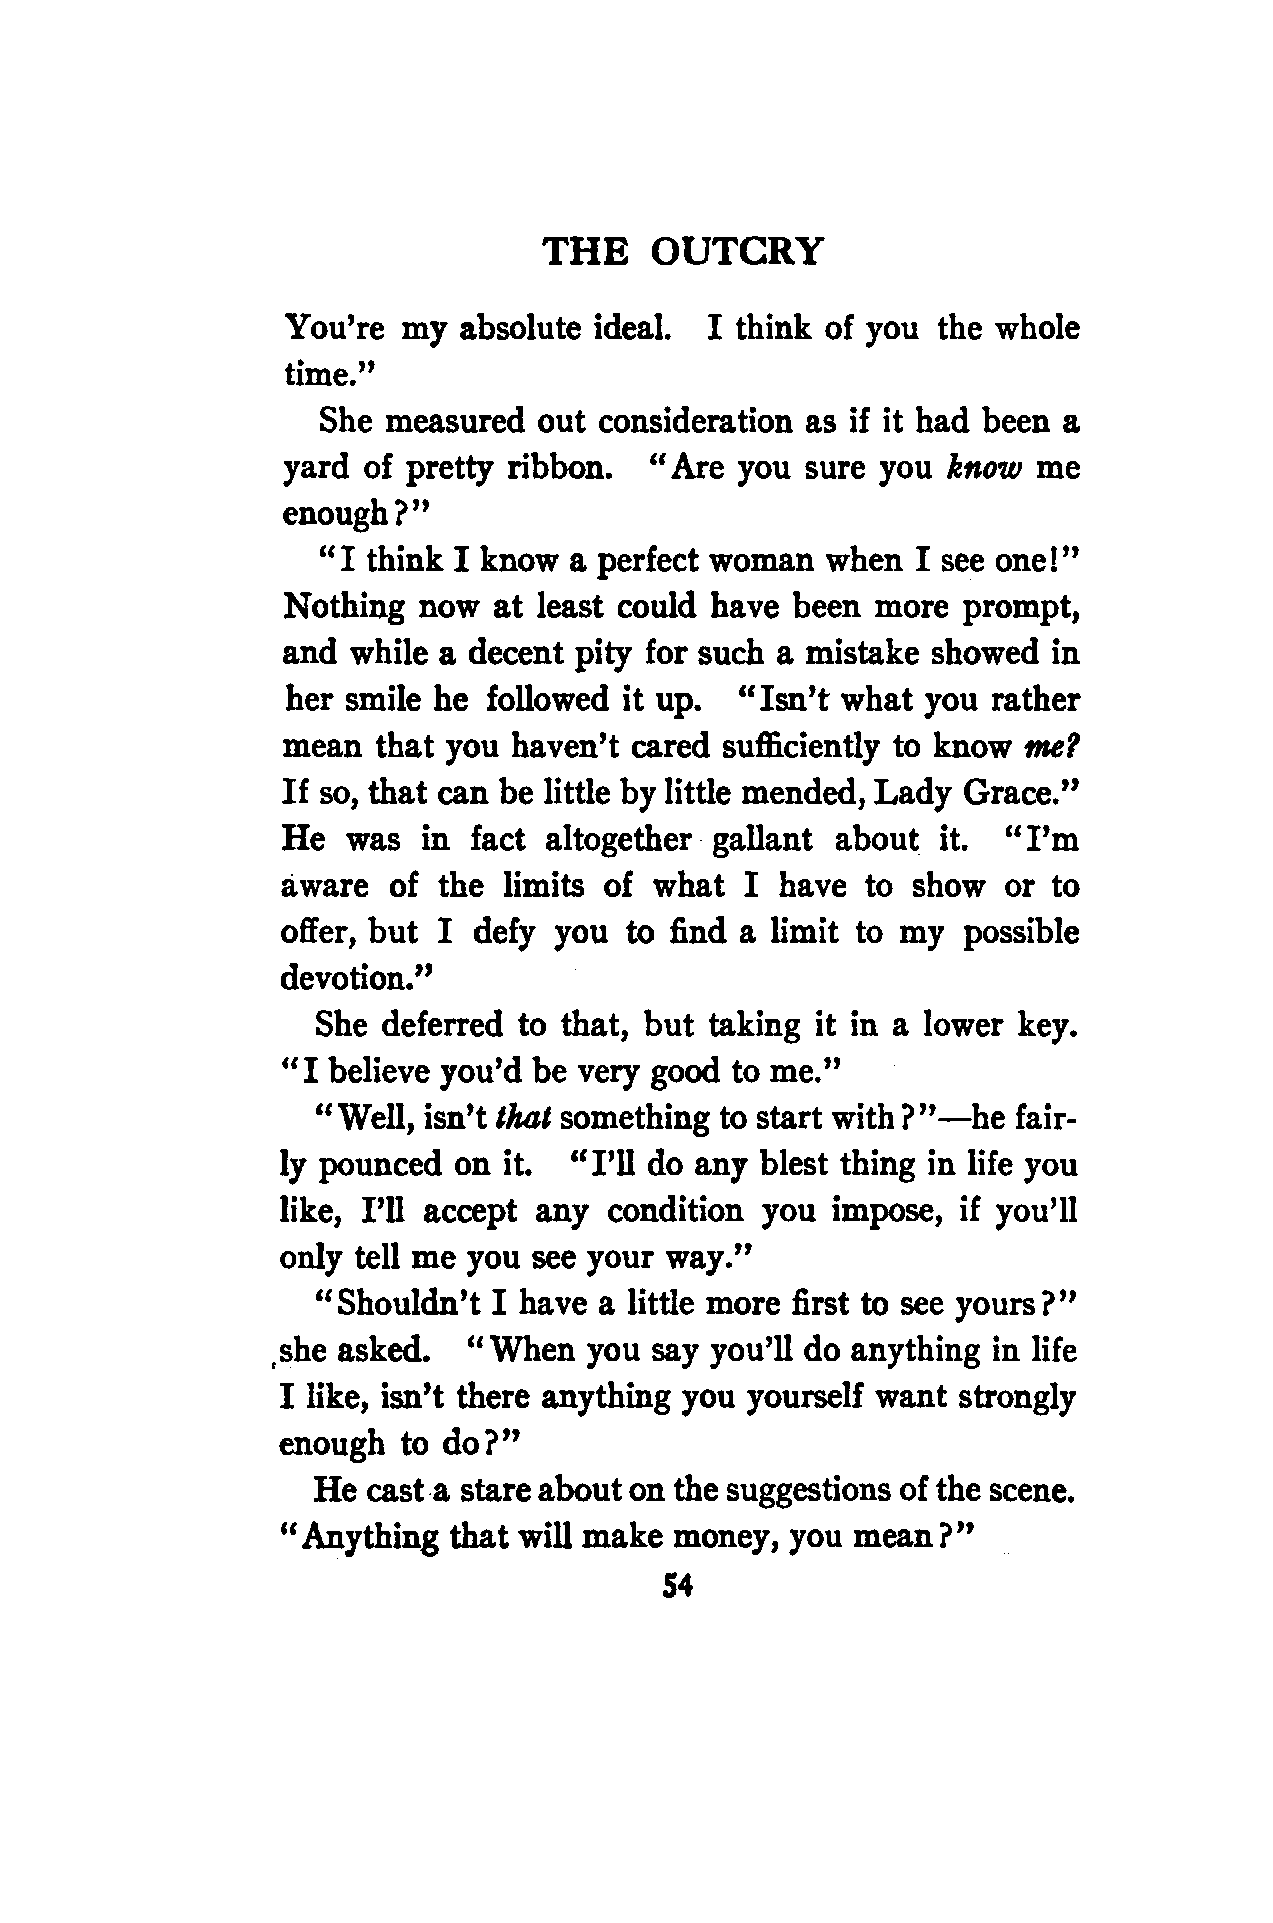 THE OUTCRY
You're my absolute ideal. I think of you the whole
time."
She measured out consideration as if it had been a
yard of pretty ribbon. "Are you sure you know me
enough?"
"I think I know a perfect woman when I see one!"
Nothing now at least could have been more prompt,
and while a decent pity for such a mistake showed in
her smile he followed it up. "Isn't what you rather
mean that you haven't cared sufficiently to know me?
If so, that can be little by little mended, Lady Grace."
He was in fact altogether gallant about it. "I'm
aware of the limits of what I have to show or to
offer, but I defy you to find a limit to my possible
devotion."
She deferred to that, but taking it in a lower key.
"I believe you'd be very good to me."
"Well, isn't that something to start with?"—he fair-
ly pounced on it. "I'll do any blest thing in life you
like, I'll accept any condition you impose, if you'll
only tell me you see your way."
"Shouldn't I have a little more first to see yours?"
she asked. "When you say you'll do anything in life
I like, isn't there anything you yourself want strongly
enough to do?"
He cast a stare about on the suggestions of the scene.
"Anything that will make money, you mean?"
54